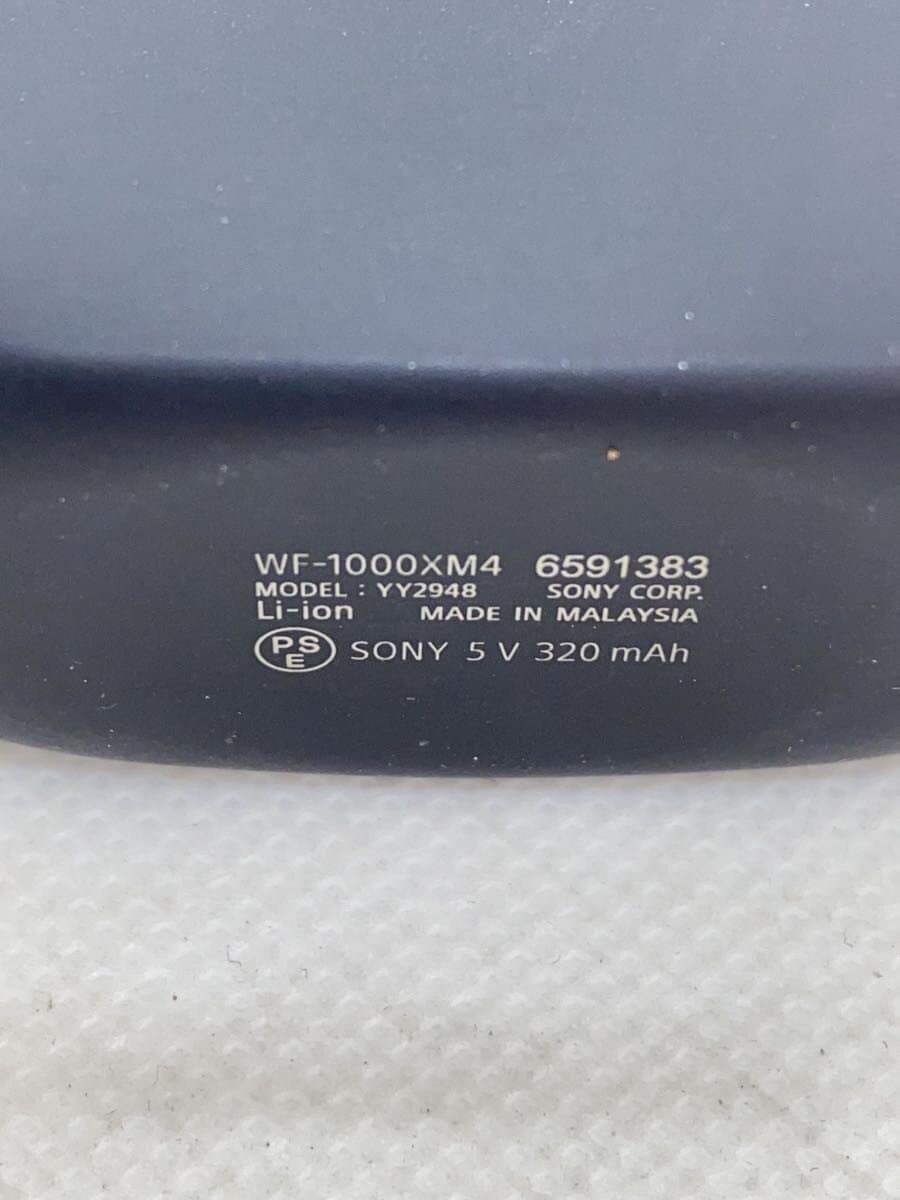 WF-1000XM4 6591383
MODEL : YY2948 SONY CORP.
Li-ion MADE IN MALAYSIA
PSE SONY 5 V 320 mAh